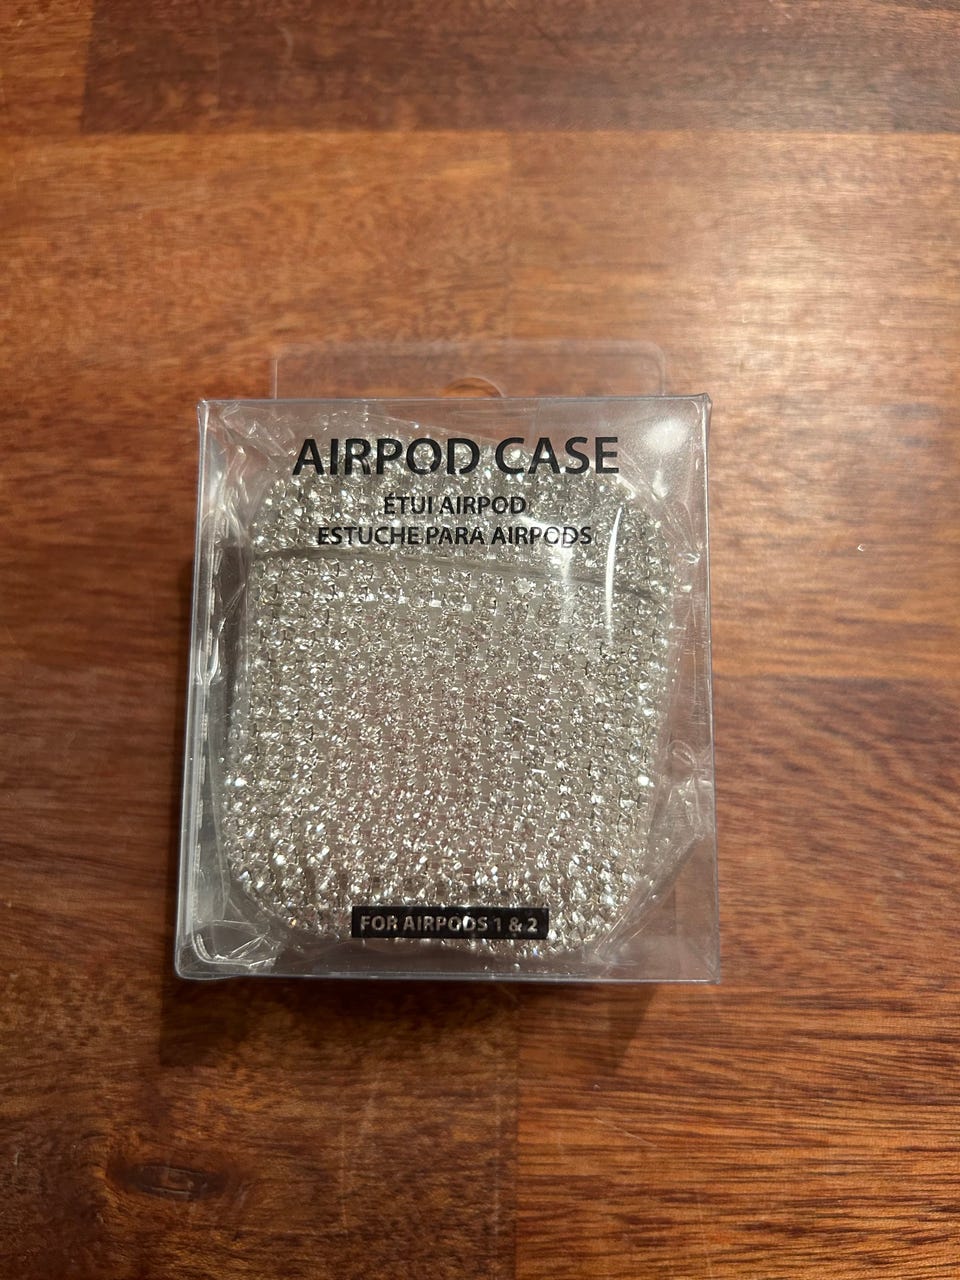 AIRPOD CASE
ÉTUI AIRPOD
ESTUCHE PARA AIRPODS
FOR AIRPODS 1 & 2